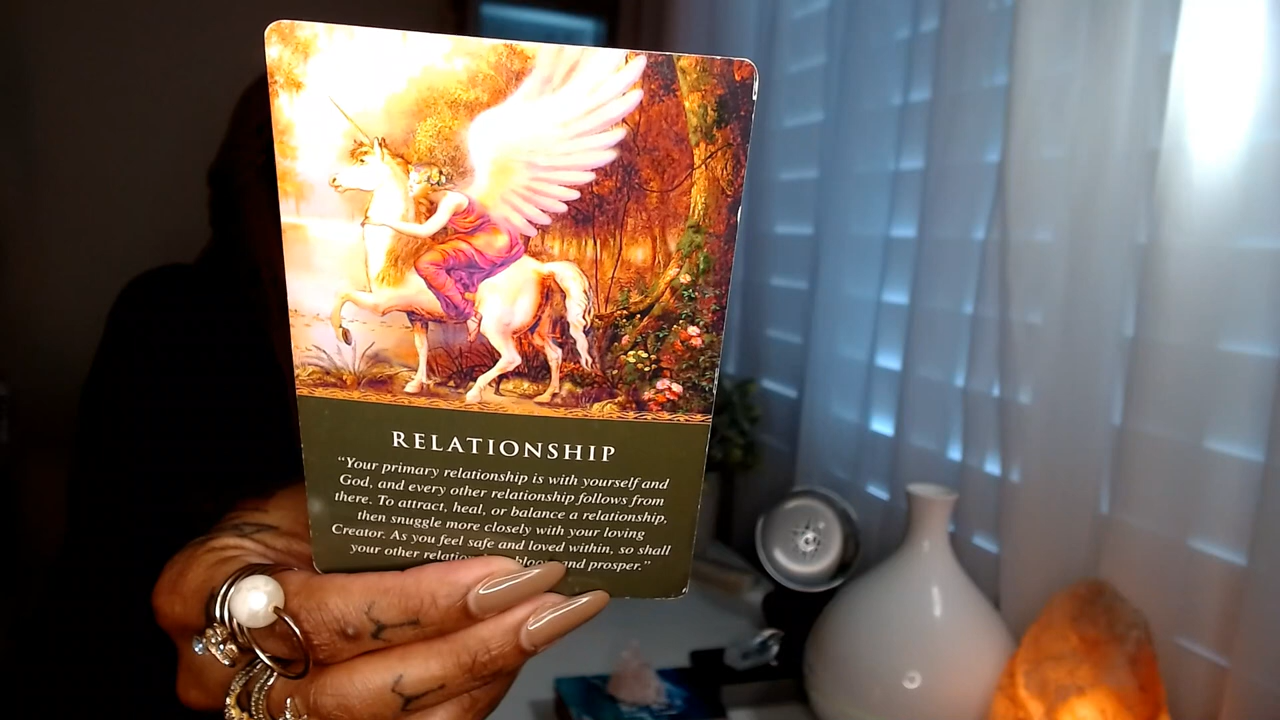 RELATIONSHIP
“Your primary relationship is with yourself and
God, and every other relationship follows from
there. To attract, heal, or balance a relationship,
then snuggle more closely with your loving
Creator. As you feel safe and loved within, so shall
your other and prosper.”